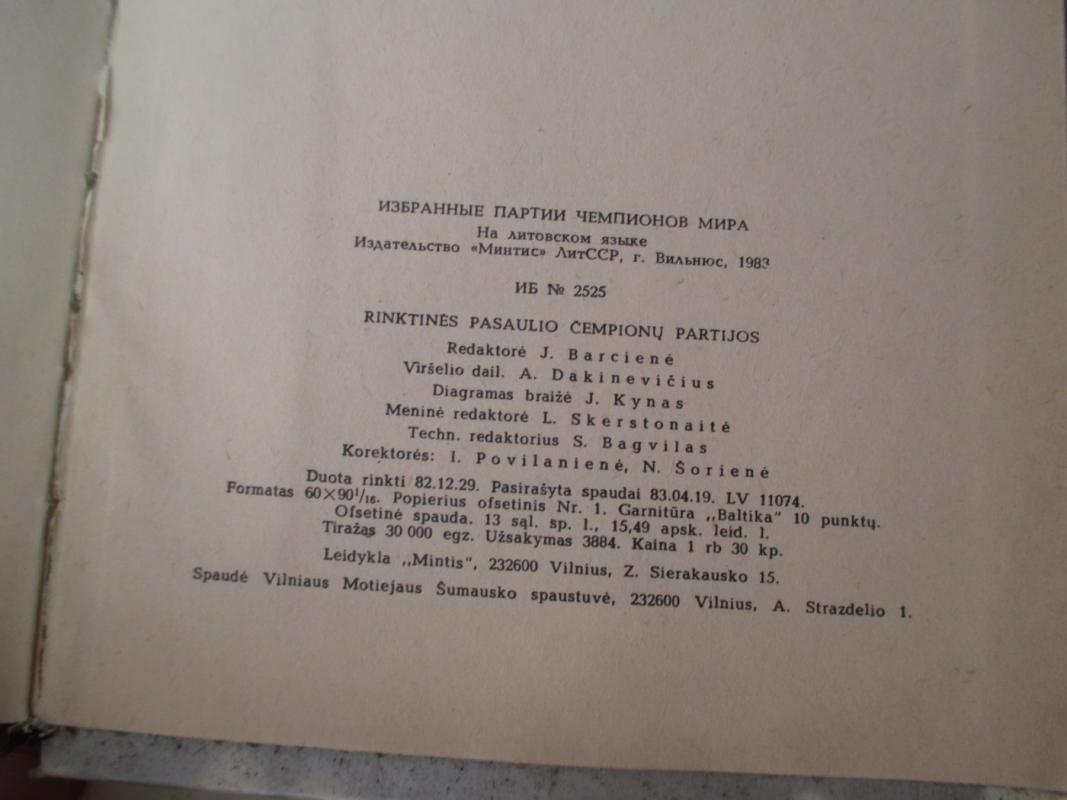 ИЗБРАННЫЕ ПАРТИИ ЧЕМПИОНОВ МИРА
На литовском языке
Издательство «Минтис» ЛитССР, г. Вильнюс, 1983
ИБ № 2525
RINKTINĖS PASAULIO ČEMPIONŲ PARTIJOS
Redaktorė J. Barcienė
Viršelio dail. A. Dakinevičius
Diagramas braižė J. Kynas
Meninė redaktorė L. Skerstonaitė
Techn. redaktorius S. Bagvilas
Korektorės: I. Povilanienė, N. Šorienė
Duota rinkti 82.12.29. Pasirašyta spaudai 83.04.19. LV 11074.
Formatas 60×90¹/₁₆. Popierius ofsetinis Nr. 1. Garnitūra „Baltika" 10 punktų.
Ofsetinė spauda. 13 sąl. sp. l., 15,49 apsk. leid. l.
Tiražas 30 000 egz. Užsakymas 3884. Kaina 1 rb 30 kp.
Leidykla „Mintis", 232600 Vilnius, Z. Sierakausko 15.
Spaudė Vilniaus Motiejaus Šumausko spaustuvė, 232600 Vilnius, A. Strazdelio 1.